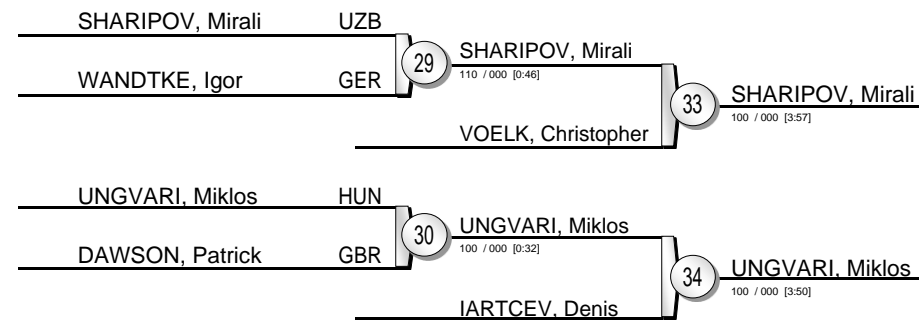 SHARIPOV, Mirali UZB
WANDTKE, Igor GER
29
SHARIPOV, Mirali
110 / 000 [0:46]
VOELK, Christopher
33
SHARIPOV, Mirali
100 / 000 [3:57]
UNGVARI, Miklos HUN
DAWSON, Patrick GBR
30
UNGVARI, Miklos
100 / 000 [0:32]
IARTCEV, Denis
34
UNGVARI, Miklos
100 / 000 [3:50]